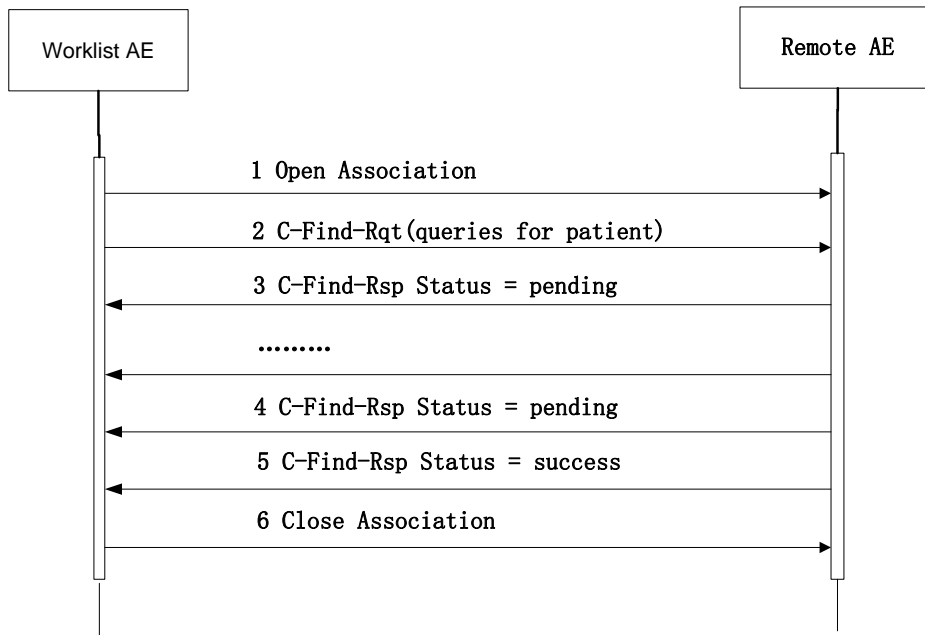 Worklist AE
Remote AE
1 Open Association
2 C-Find-Rqt(queries for patient)
3 C-Find-Rsp Status = pending
………
4 C-Find-Rsp Status = pending
5 C-Find-Rsp Status = success
6 Close Association